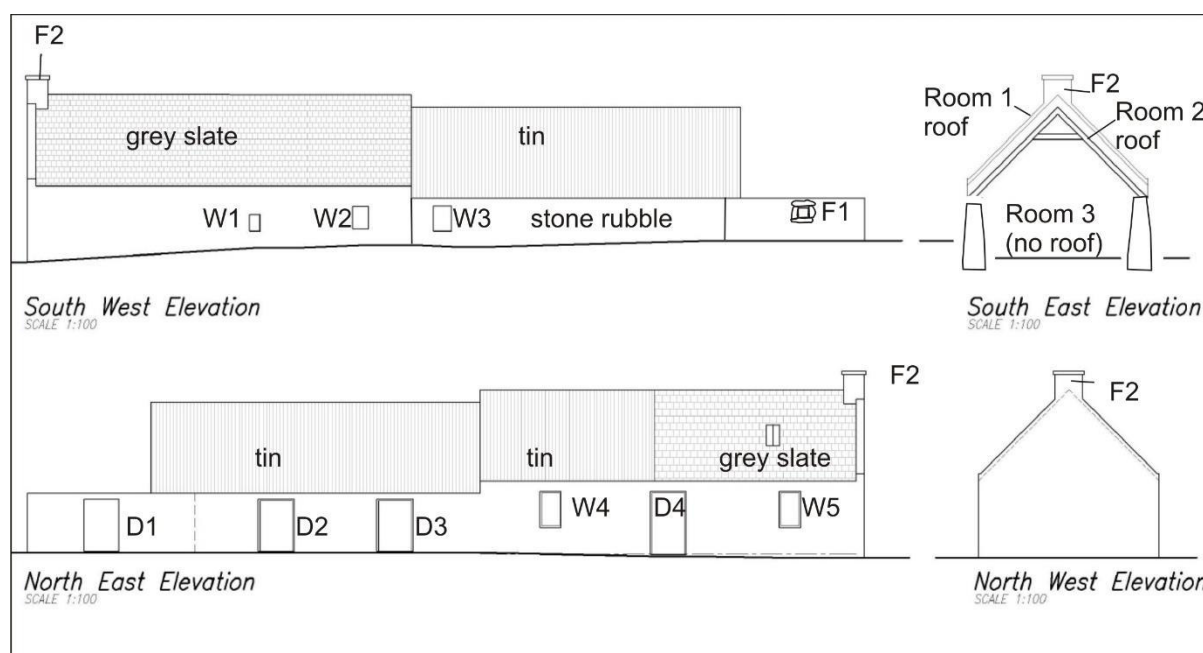 F2
grey slate
tin
W1
W2
W3
stone rubble
F1
South West Elevation
SCALE 1:100
Room 1
roof
F2
Room 2
roof
Room 3
(no roof)
South East Elevation
SCALE 1:100
F2
tin
tin
grey slate
D1
D2
D3
W4
D4
W5
North East Elevation
SCALE 1:100
F2
North West Elevation
SCALE 1:100